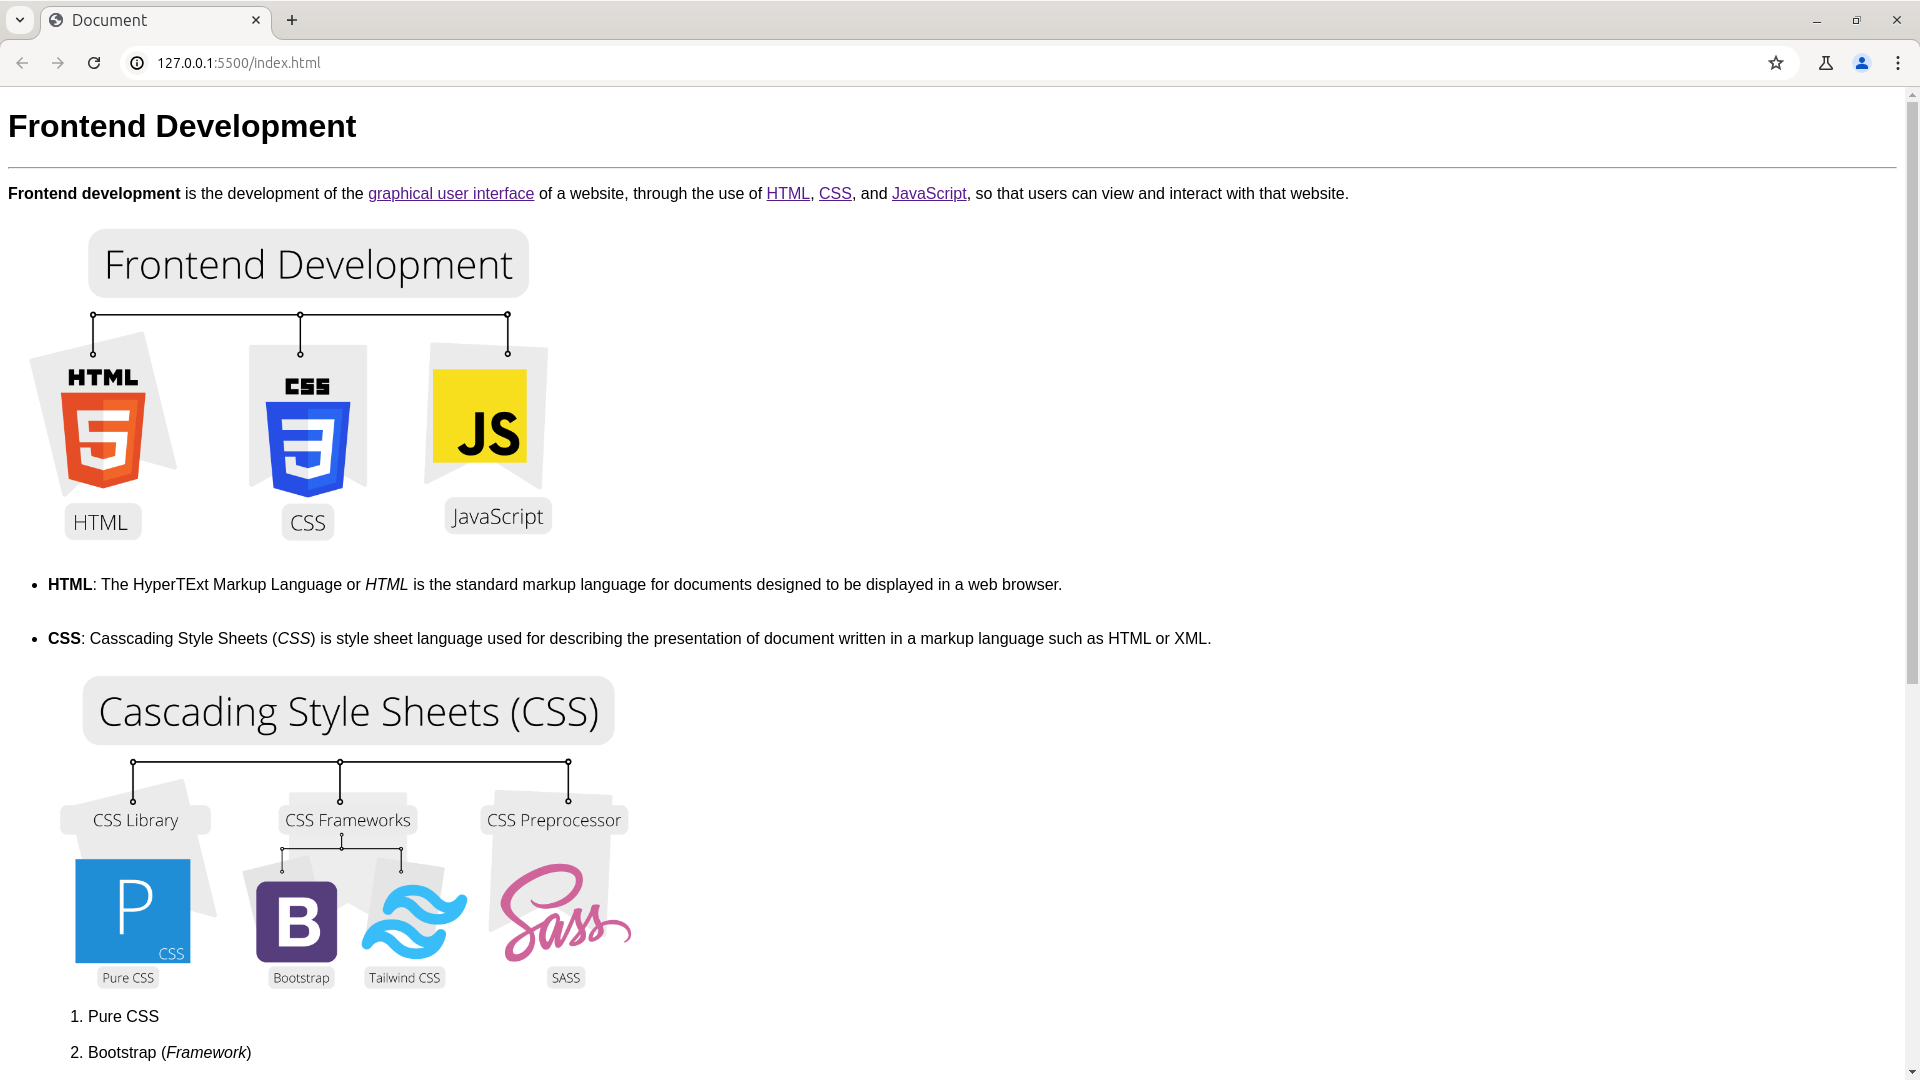 Document
127.0.0.1:5500/index.html
Frontend Development
Frontend development is the development of the graphical user interface of a website, through the use of HTML, CSS, and JavaScript, so that users can view and interact with that website.
Frontend Development
HTML
5
CSS
3
JS
HTML
CSS
JavaScript
• HTML: The HyperTExt Markup Language or HTML is the standard markup language for documents designed to be displayed in a web browser.
• CSS: Casscading Style Sheets (CSS) is style sheet language used for describing the presentation of document written in a markup language such as HTML or XML.
Cascading Style Sheets (CSS)
CSS Library
CSS Frameworks
CSS Preprocessor
P
CSS
B
Sass
Pure CSS
Bootstrap
Tailwind CSS
SASS
1. Pure CSS
2. Bootstrap (Framework)